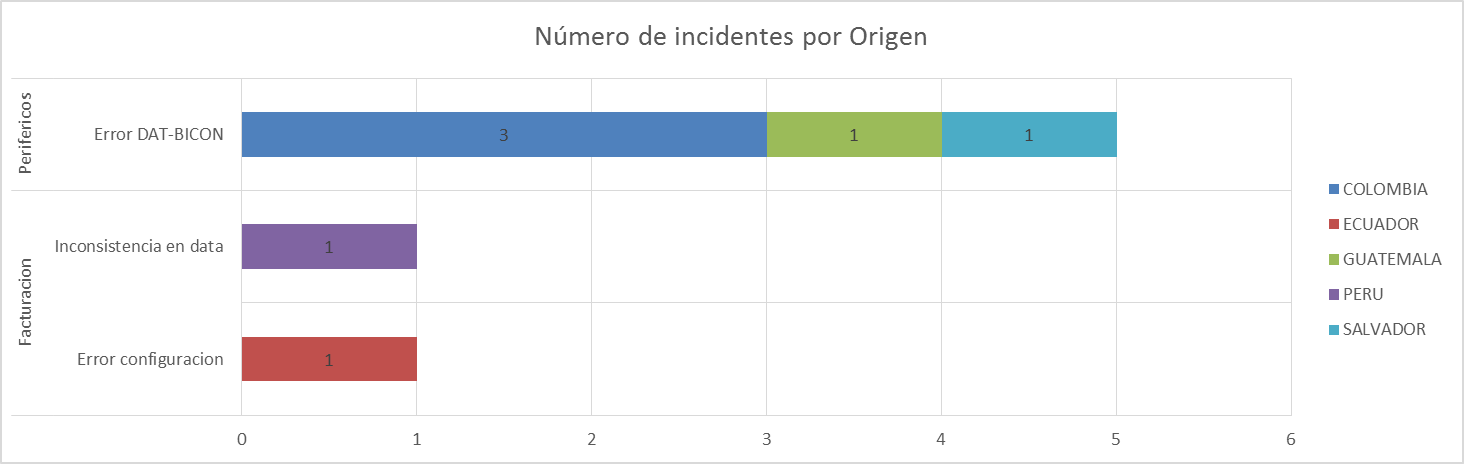 Número de incidentes por Origen
Perifericos
Error DAT-BICON
3
1
1
Facturacion
Inconsistencia en data
1
Error configuracion
1
0
1
2
3
4
5
6
COLOMBIA
ECUADOR
GUATEMALA
PERU
SALVADOR